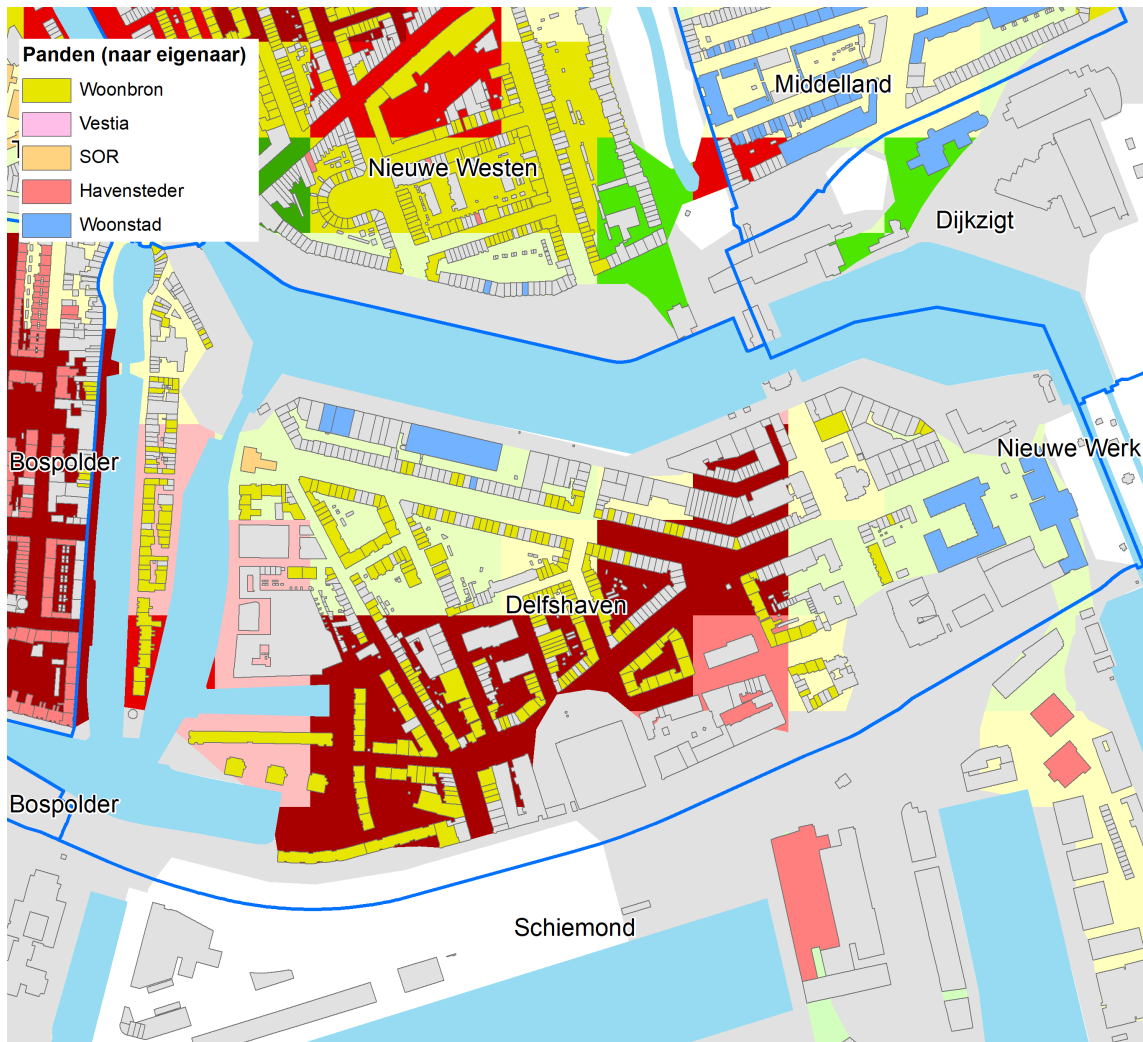 Panden (naar eigenaar)
Woonbron
Vestia
SOR
Havensteder
Woonstad
Middelland
Nieuwe Westen
Dijkzigt
Bospolder
Nieuwe Werk
Delfshaven
Bospolder
Schiemond